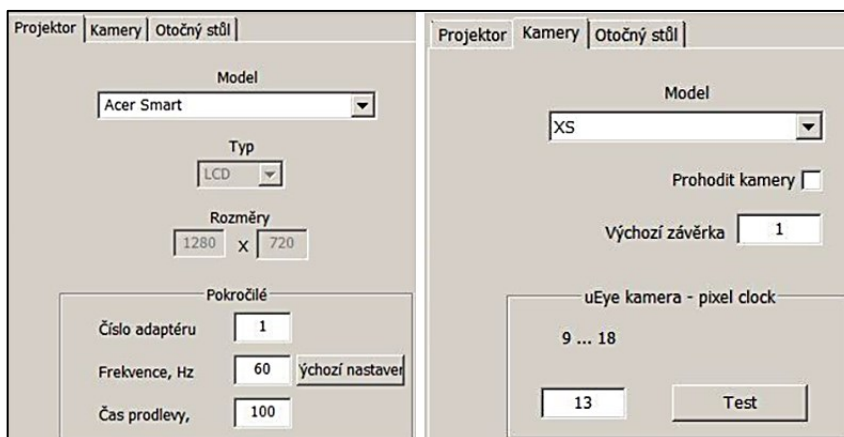 Projektor Kamery Otočný stůl
Model
Acer Smart
Typ
LCD
Rozměry
1280 X 720
Pokročilé
Číslo adaptéru 1
Frekvence, Hz 60 ýchozí nastaver
Čas prodlevy, 100
Projektor Kamery Otočný stůl
Model
XS
Prohodit kamery
Výchozí závěrka 1
uEye kamera - pixel clock
9 ... 18
13 Test